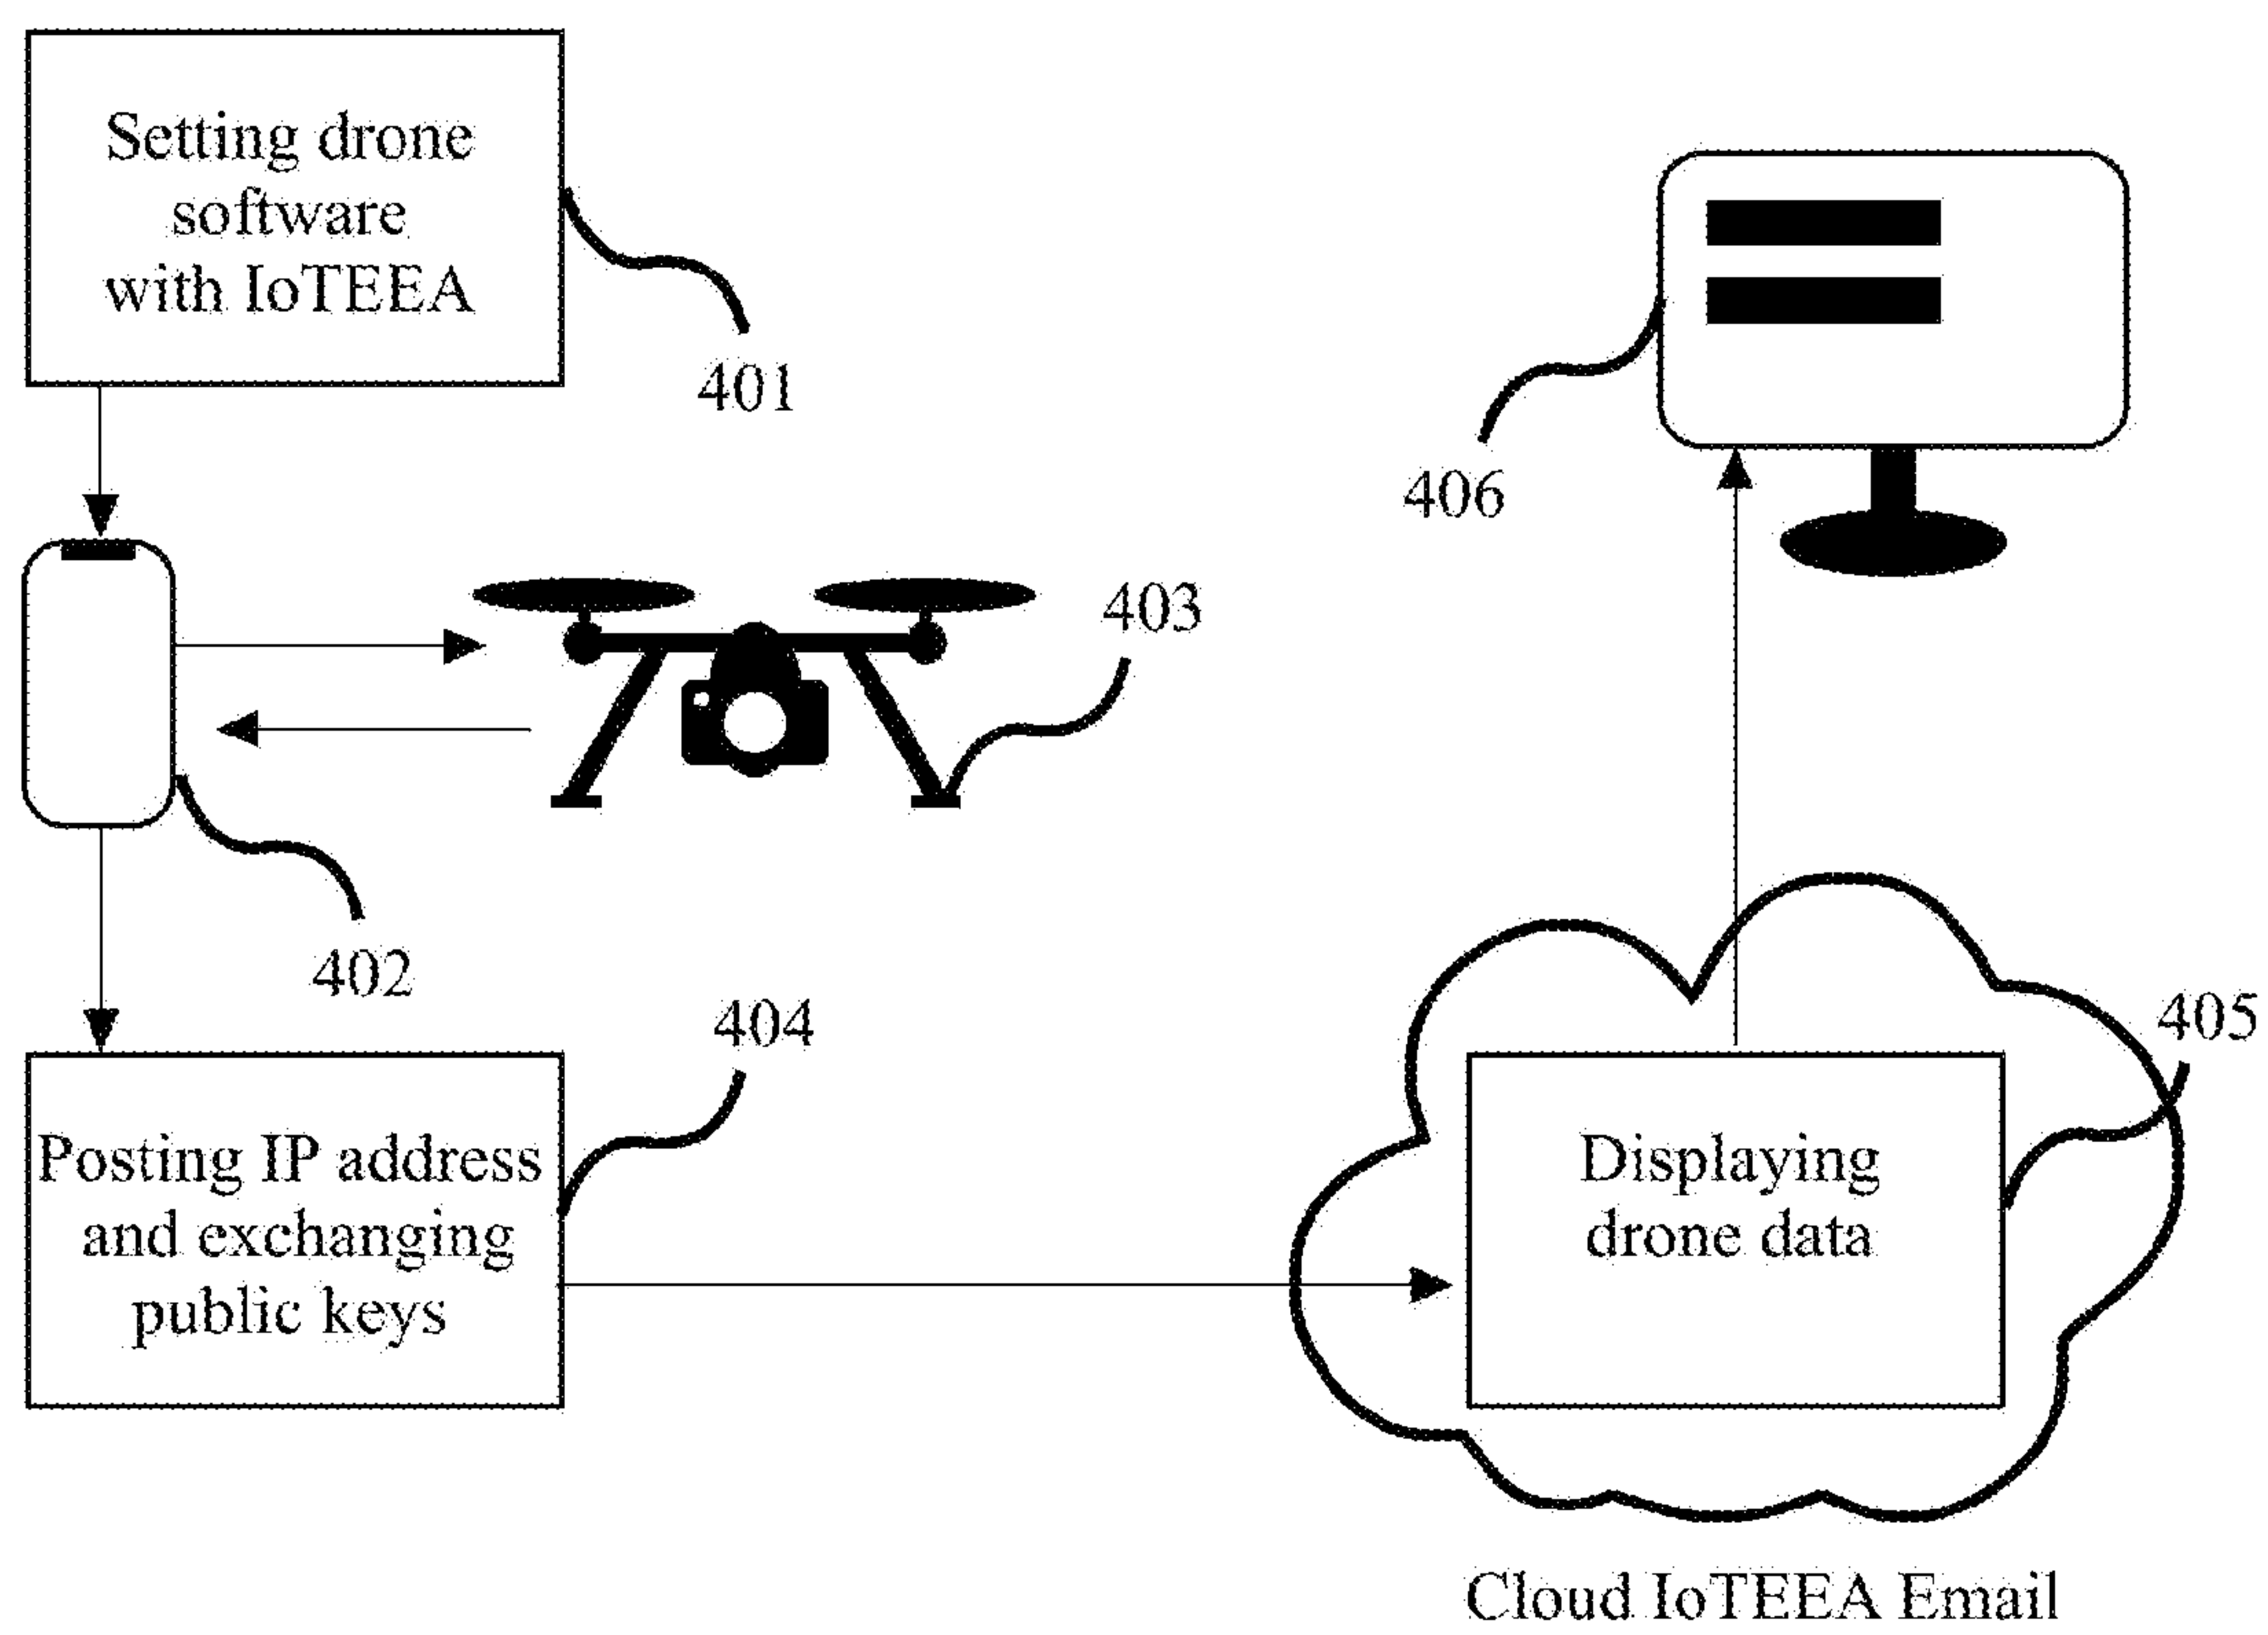 Setting drone
software
with IoTEEA
401
406
403
402
404
405
Posting IP address
and exchanging
public keys
Displaying
drone data
Cloud IoTEEA Email